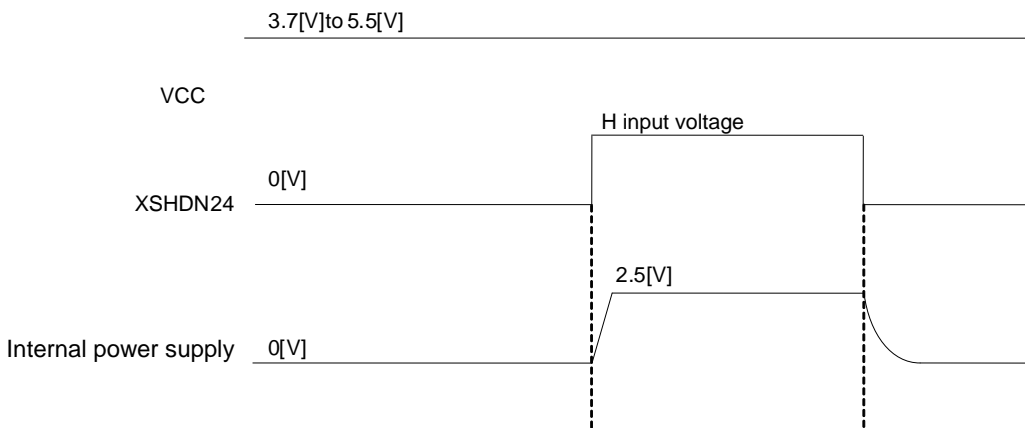 3.7[V]to 5.5[V]
VCC
H input voltage
0[V]
XSHDN24
2.5[V]
Internal power supply 0[V]